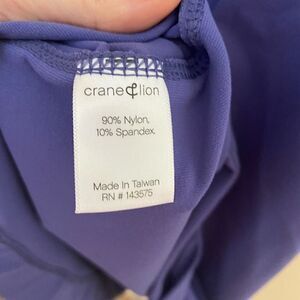 crane&lion
90% Nylon,
10% Spandex
Made In Taiwan
RN # 143575